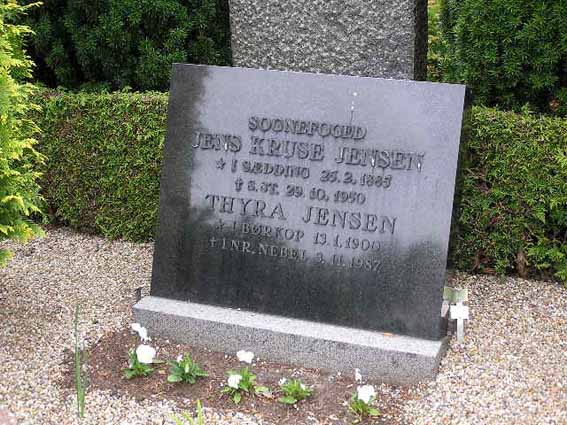 SOGNEFOGED
JENS KRUSE JENSEN
* I SÆDDING 25.2.1885
✝ S.ST. 29.10.1950
THYRA JENSEN
* I BØRKOP 13.1.1900
✝ I NR. NEBEL 3.11.1987